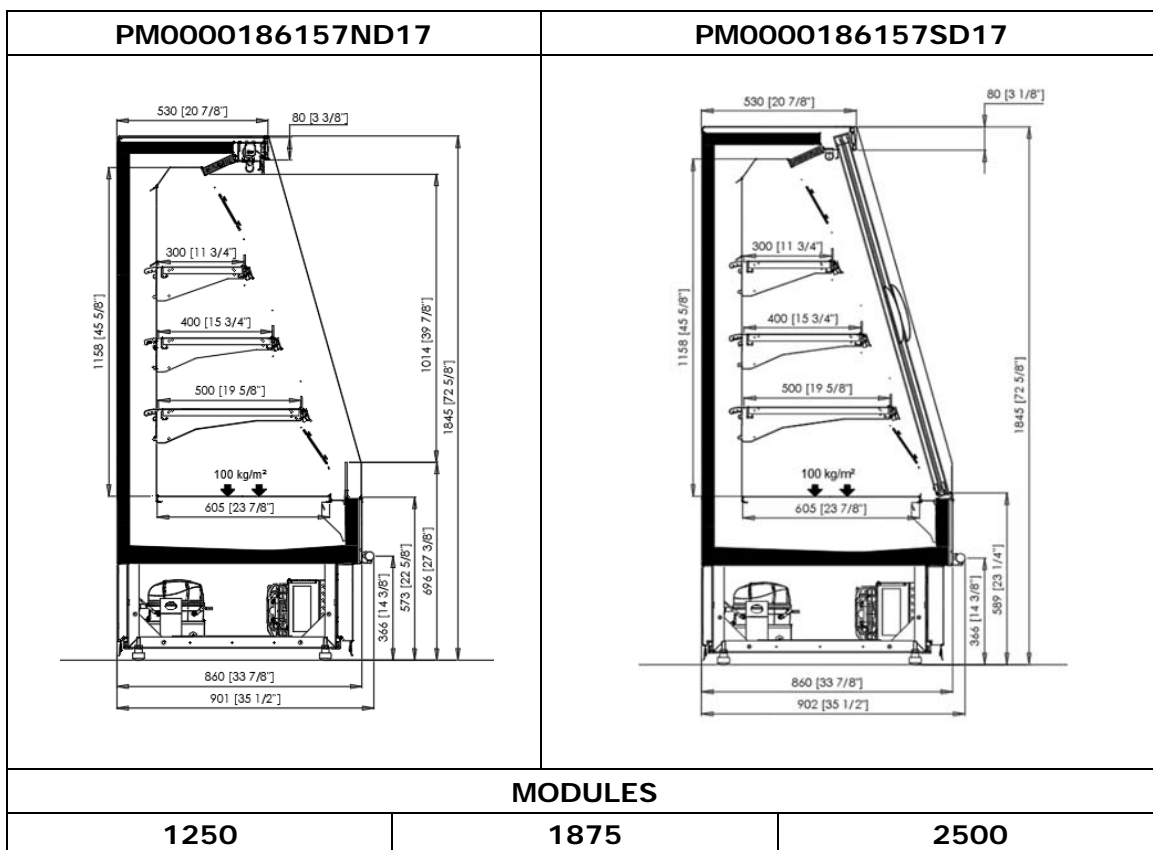 PM0000186157ND17
PM0000186157SD17
530 [20 7/8"]
80 [3 3/8"]
300 [11 3/4"]
400 [15 3/4"]
500 [19 5/8"]
1158 [45 5/8"]
1014 [39 7/8"]
1845 [72 5/8"]
100 kg/m²
605 [23 7/8"]
366 [14 3/8"]
573 [22 5/8"]
696 [27 3/8"]
860 [33 7/8"]
901 [35 1/2"]
530 [20 7/8"]
80 [3 1/8"]
300 [11 3/4"]
400 [15 3/4"]
500 [19 5/8"]
1158 [45 5/8"]
1845 [72 5/8"]
100 kg/m²
605 [23 7/8"]
366 [14 3/8"]
589 [23 1/4"]
860 [33 7/8"]
902 [35 1/2"]
MODULES
1250
1875
2500